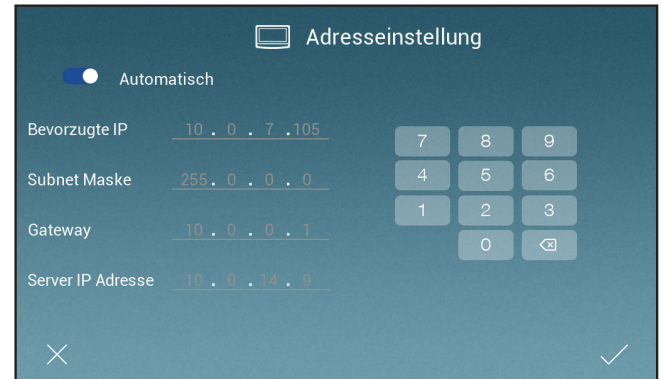 Adresseinstellung
Automatisch
Bevorzugte IP 10 . 0 . 7 . 105
Subnet Maske 255 . 0 . 0 . 0
Gateway 10 . 0 . 0 . 1
Server IP Adresse 10 . 0 . 14 . 9
7 8 9
4 5 6
1 2 3
0